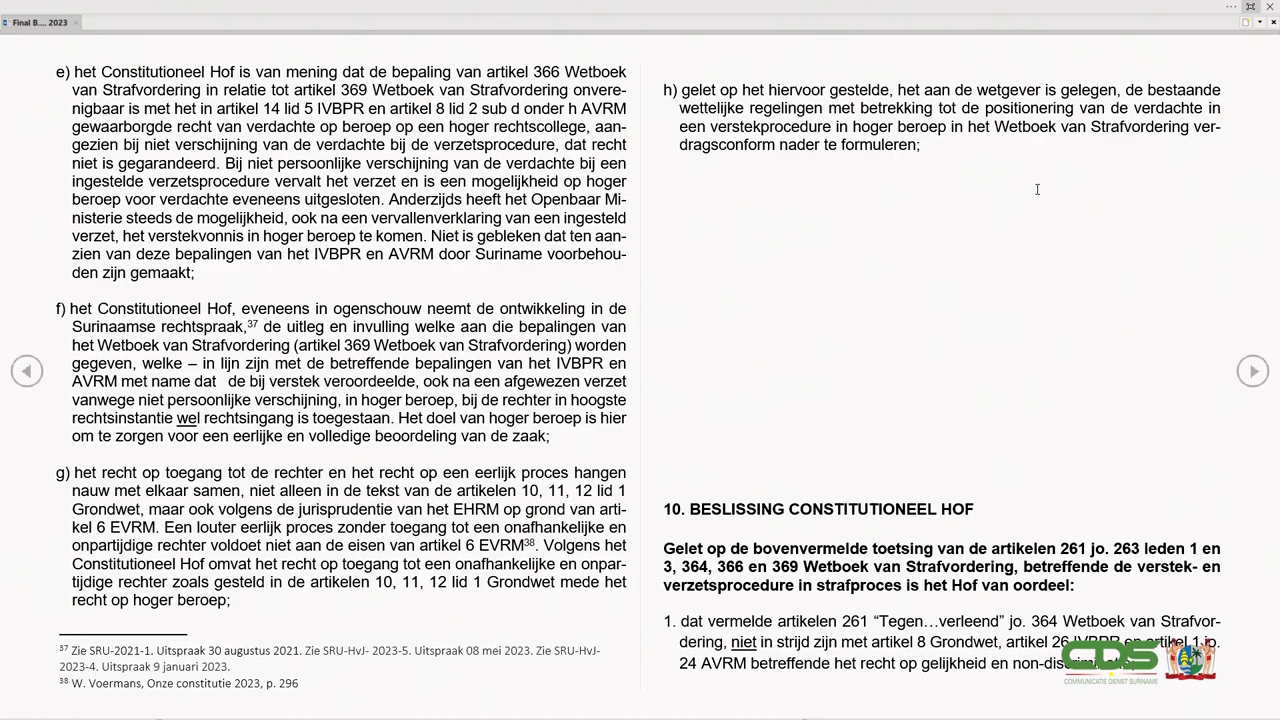 Final B.... 2023
e) het Constitutioneel Hof is van mening dat de bepaling van artikel 366 Wetboek
van Strafvordering in relatie tot artikel 369 Wetboek van Strafvordering onvere-
nigbaar is met het in artikel 14 lid 5 IVBPR en artikel 8 lid 2 sub d onder h AVRM
gewaarborgde recht van verdachte op beroep op een hoger rechtscollege, aan-
gezien bij niet verschijning van de verdachte bij de verzetsprocedure, dat recht
niet is gegarandeerd. Bij niet persoonlijke verschijning van de verdachte bij een
ingestelde verzetsprocedure vervalt het verzet en is een mogelijkheid op hoger
beroep voor verdachte eveneens uitgesloten. Anderzijds heeft het Openbaar Mi-
nisterie steeds de mogelijkheid, ook na een vervallenverklaring van een ingesteld
verzet, het verstekvonnis in hoger beroep te komen. Niet is gebleken dat ten aan-
zien van deze bepalingen van het IVBPR en AVRM door Suriname voorbehou-
den zijn gemaakt;
f) het Constitutioneel Hof, eveneens in ogenschouw neemt de ontwikkeling in de
Surinaamse rechtspraak,³⁷ de uitleg en invulling welke aan die bepalingen van
het Wetboek van Strafvordering (artikel 369 Wetboek van Strafvordering) worden
gegeven, welke – in lijn zijn met de betreffende bepalingen van het IVBPR en
AVRM met name dat de bij verstek veroordeelde, ook na een afgewezen verzet
vanwege niet persoonlijke verschijning, in hoger beroep, bij de rechter in hoogste
rechtsinstantie wel rechtsingang is toegestaan. Het doel van hoger beroep is hier
om te zorgen voor een eerlijke en volledige beoordeling van de zaak;
g) het recht op toegang tot de rechter en het recht op een eerlijk proces hangen
nauw met elkaar samen, niet alleen in de tekst van de artikelen 10, 11, 12 lid 1
Grondwet, maar ook volgens de jurisprudentie van het EHRM op grond van arti-
kel 6 EVRM. Een louter eerlijk proces zonder toegang tot een onafhankelijke en
onpartijdige rechter voldoet niet aan de eisen van artikel 6 EVRM³⁸. Volgens het
Constitutioneel Hof omvat het recht op toegang tot een onafhankelijke en onpar-
tijdige rechter zoals gesteld in de artikelen 10, 11, 12 lid 1 Grondwet mede het
recht op hoger beroep;
³⁷ Zie SRU-2021-1. Uitspraak 30 augustus 2021. Zie SRU-HvJ- 2023-5. Uitspraak 08 mei 2023. Zie SRU-HvJ-
2023-4. Uitspraak 9 januari 2023.
³⁸ W. Voermans, Onze constitutie 2023, p. 296
h) gelet op het hiervoor gestelde, het aan de wetgever is gelegen, de bestaande
wettelijke regelingen met betrekking tot de positionering van de verdachte in
een verstekprocedure in hoger beroep in het Wetboek van Strafvordering ver-
dragsconform nader te formuleren;
10. BESLISSING CONSTITUTIONEEL HOF
Gelet op de bovenvermelde toetsing van de artikelen 261 jo. 263 leden 1 en
3, 364, 366 en 369 Wetboek van Strafvordering, betreffende de verstek- en
verzetsprocedure in strafproces is het Hof van oordeel:
1. dat vermelde artikelen 261 “Tegen…verleend” jo. 364 Wetboek van Strafvor-
dering, niet in strijd zijn met artikel 8 Grondwet, artikel 26 IVBPR en artikel 1 jo.
24 AVRM betreffende het recht op gelijkheid en non-discriminatie
CDS
COMMUNICATIE DIENST SURINAME